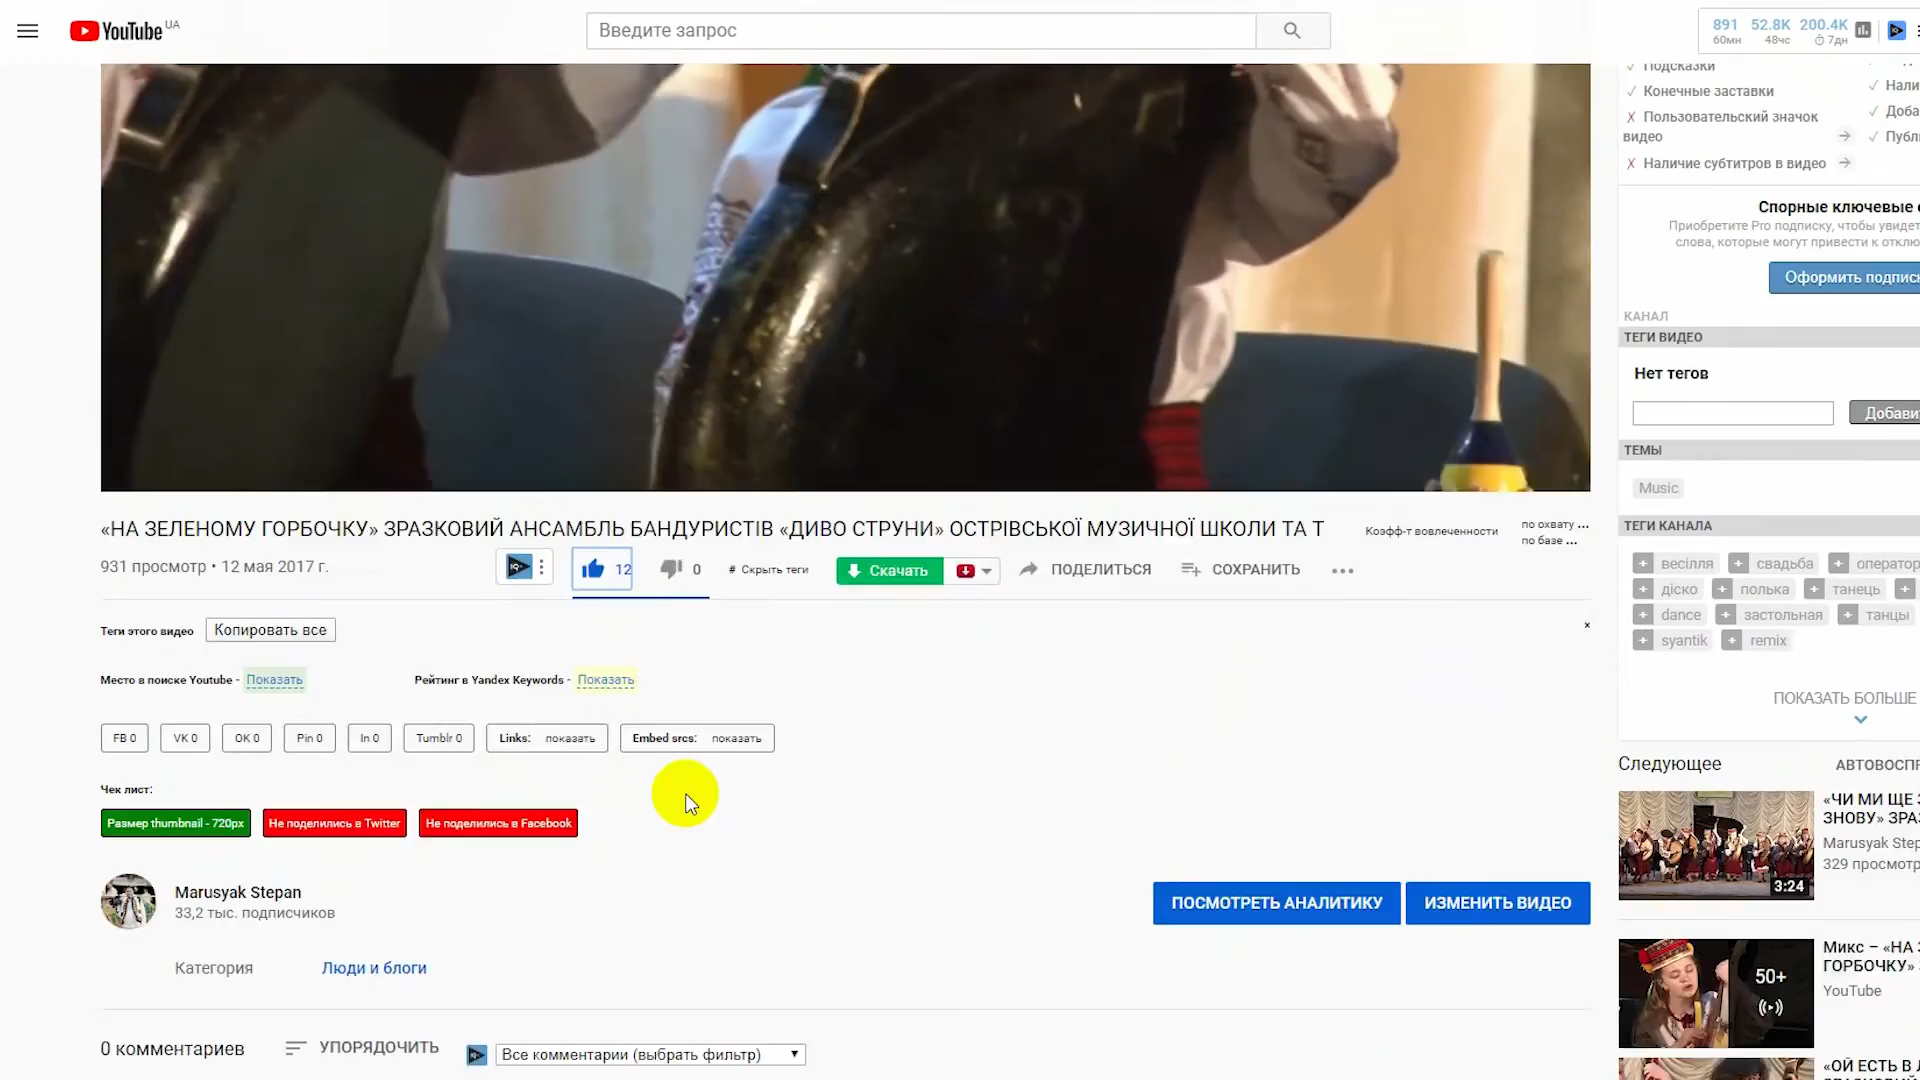 YouTube UA
Введите запрос
891 52.8K 200.4K
60мн 48чс 7дн
Подсказки
Конечные заставки
Пользовательский значок
видео
Наличие субтитров в видео
Спорные ключевые
Приобретите Pro подписку, чтобы увидет
слова, которые могут привести к отклю
Оформить подписк
КАНАЛ
ТЕГИ ВИДЕО
Нет тегов
Добави
ТЕМЫ
Music
ТЕГИ КАНАЛА
+ весілля + свадьба + оператор
+ діско + полька + танець +
+ dance + застольная + танцы
+ syantik + remix
ПОКАЗАТЬ БОЛЬШЕ
«НА ЗЕЛЕНОМУ ГОРБОЧКУ» ЗРАЗКОВИЙ АНСАМБЛЬ БАНДУРИСТІВ «ДИВО СТРУНИ» ОСТРІВСЬКОЇ МУЗИЧНОЇ ШКОЛИ ТА Т
Коэфф-т вовлеченности
по охвату ...
по базе ...
931 просмотр • 12 мая 2017 г.
12 0 # Скрыть теги Скачать ПОДЕЛИТЬСЯ СОХРАНИТЬ
Теги этого видео Копировать все ×
Место в поиске Youtube - Показать Рейтинг в Yandex Keywords - Показать
FB 0 VK 0 OK 0 Pin 0 In 0 Tumblr 0 Links: показать Embed srcs: показать
Чек лист:
Размер thumbnail - 720px Не поделились в Twitter Не поделились в Facebook
Marusyak Stepan
33,2 тыс. подписчиков
ПОСМОТРЕТЬ АНАЛИТИКУ ИЗМЕНИТЬ ВИДЕО
Категория Люди и блоги
0 комментариев УПОРЯДОЧИТЬ Все комментарии (выбрать фильтр)
Следующее АВТОВОСПР
3:24
«ЧИ МИ ЩЕ З
ЗНОВУ» ЗРА
Marusyak Step
329 просмотр
50+
Микс – «НА З
ГОРБОЧКУ»
YouTube
«ОЙ ЕСТЬ В Л